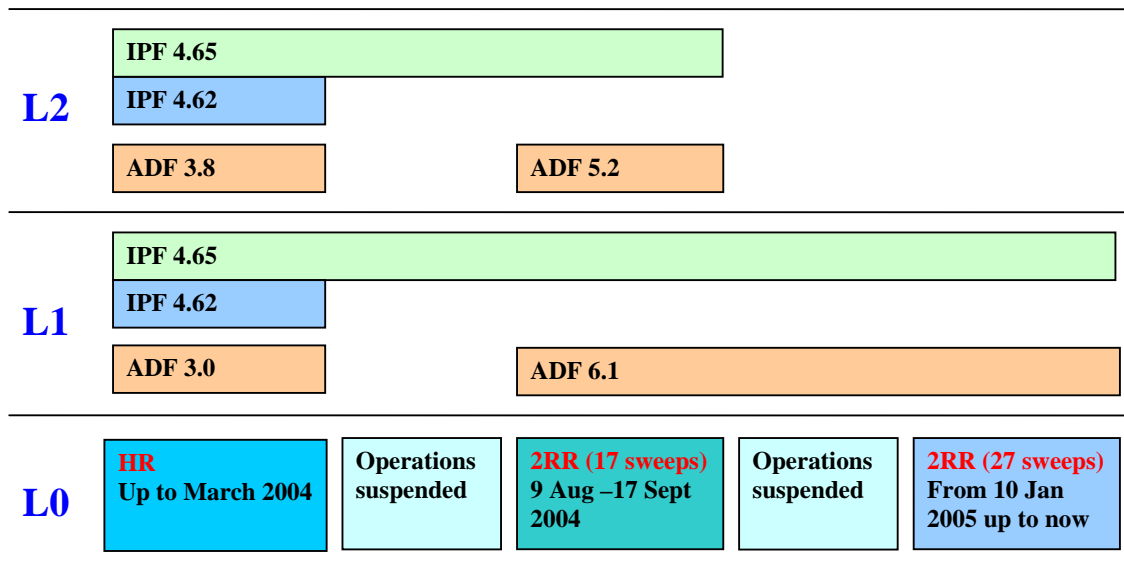 L2
IPF 4.65
IPF 4.62
ADF 3.8
ADF 5.2
L1
IPF 4.65
IPF 4.62
ADF 3.0
ADF 6.1
L0
HR
Up to March 2004
Operations
suspended
2RR (17 sweeps)
9 Aug –17 Sept
2004
Operations
suspended
2RR (27 sweeps)
From 10 Jan
2005 up to now